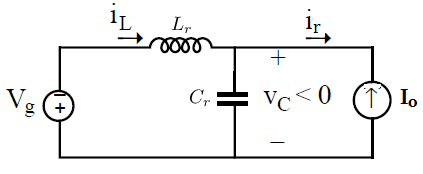 i_L
L_r
i_r
+
V_g
−
+
C_r
v_C < 0
↑
I_o
−